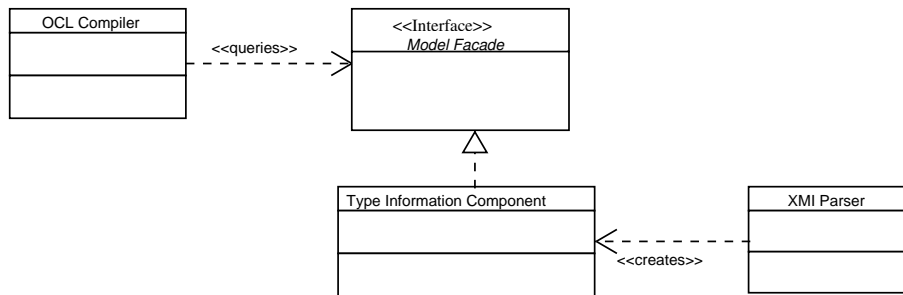 OCL Compiler
<<Interface>>
Model Facade
<<queries>>
Type Information Component
XMI Parser
<<creates>>